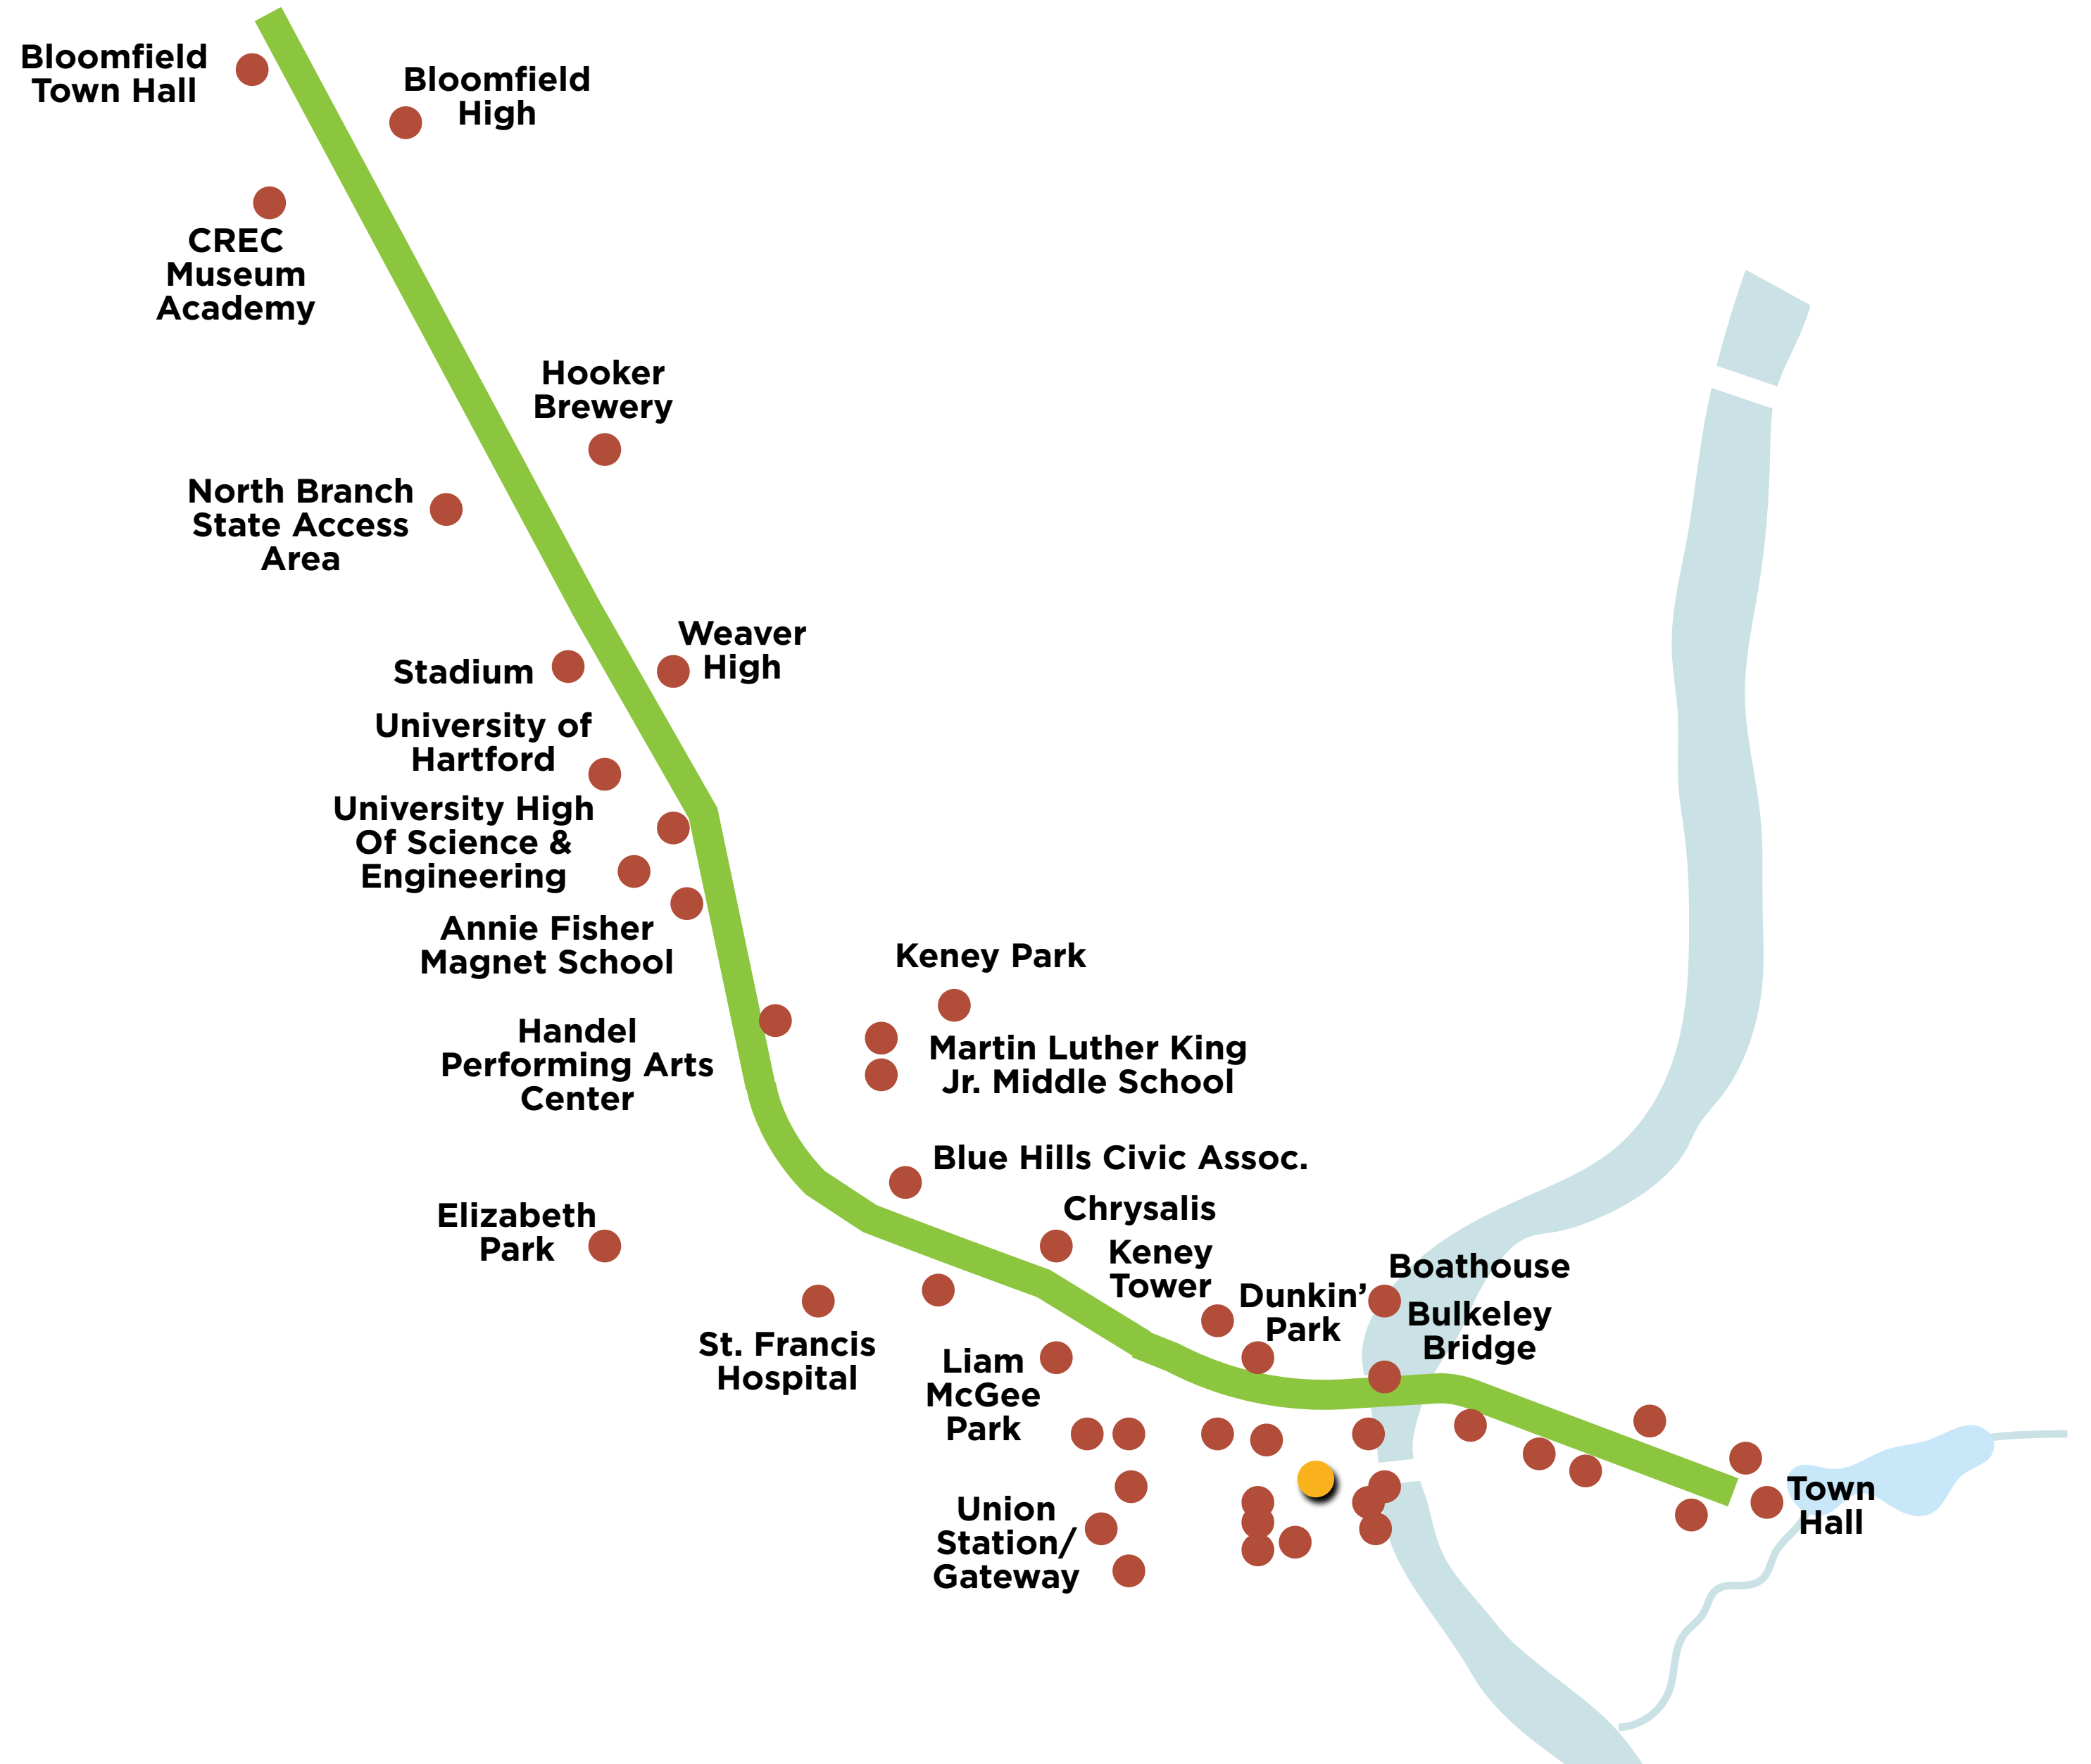 Bloomfield
Town Hall
Bloomfield
High
CREC
Museum
Academy
Hooker
Brewery
North Branch
State Access
Area
Weaver
High
Stadium
University of
Hartford
University High
Of Science &
Engineering
Annie Fisher
Magnet School
Keney Park
Handel
Performing Arts
Center
Martin Luther King
Jr. Middle School
Blue Hills Civic Assoc.
Elizabeth
Park
Chrysalis
Keney
Tower
Boathouse
Dunkin’
Park
Bulkeley
Bridge
St. Francis
Hospital
Liam
McGee
Park
Union
Station/
Gateway
Town
Hall